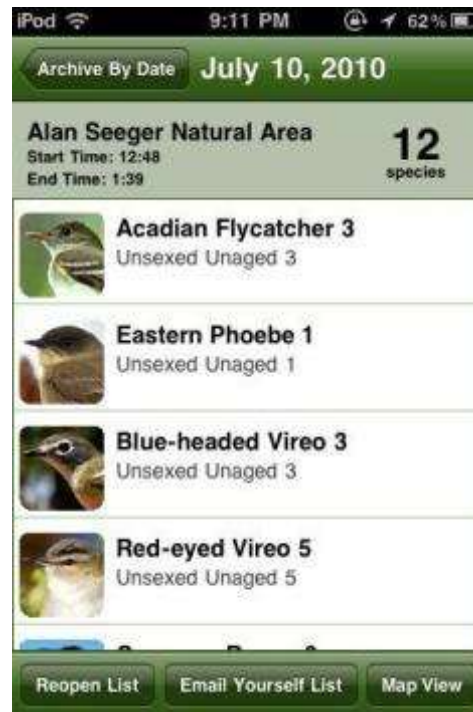 iPod 9:11 PM 62%
Archive By Date July 10, 2010
Alan Seeger Natural Area
Start Time: 12:48
End Time: 1:39
12
species
Acadian Flycatcher 3
Unsexed Unaged 3
Eastern Phoebe 1
Unsexed Unaged 1
Blue-headed Vireo 3
Unsexed Unaged 3
Red-eyed Vireo 5
Unsexed Unaged 5
Reopen List Email Yourself List Map View